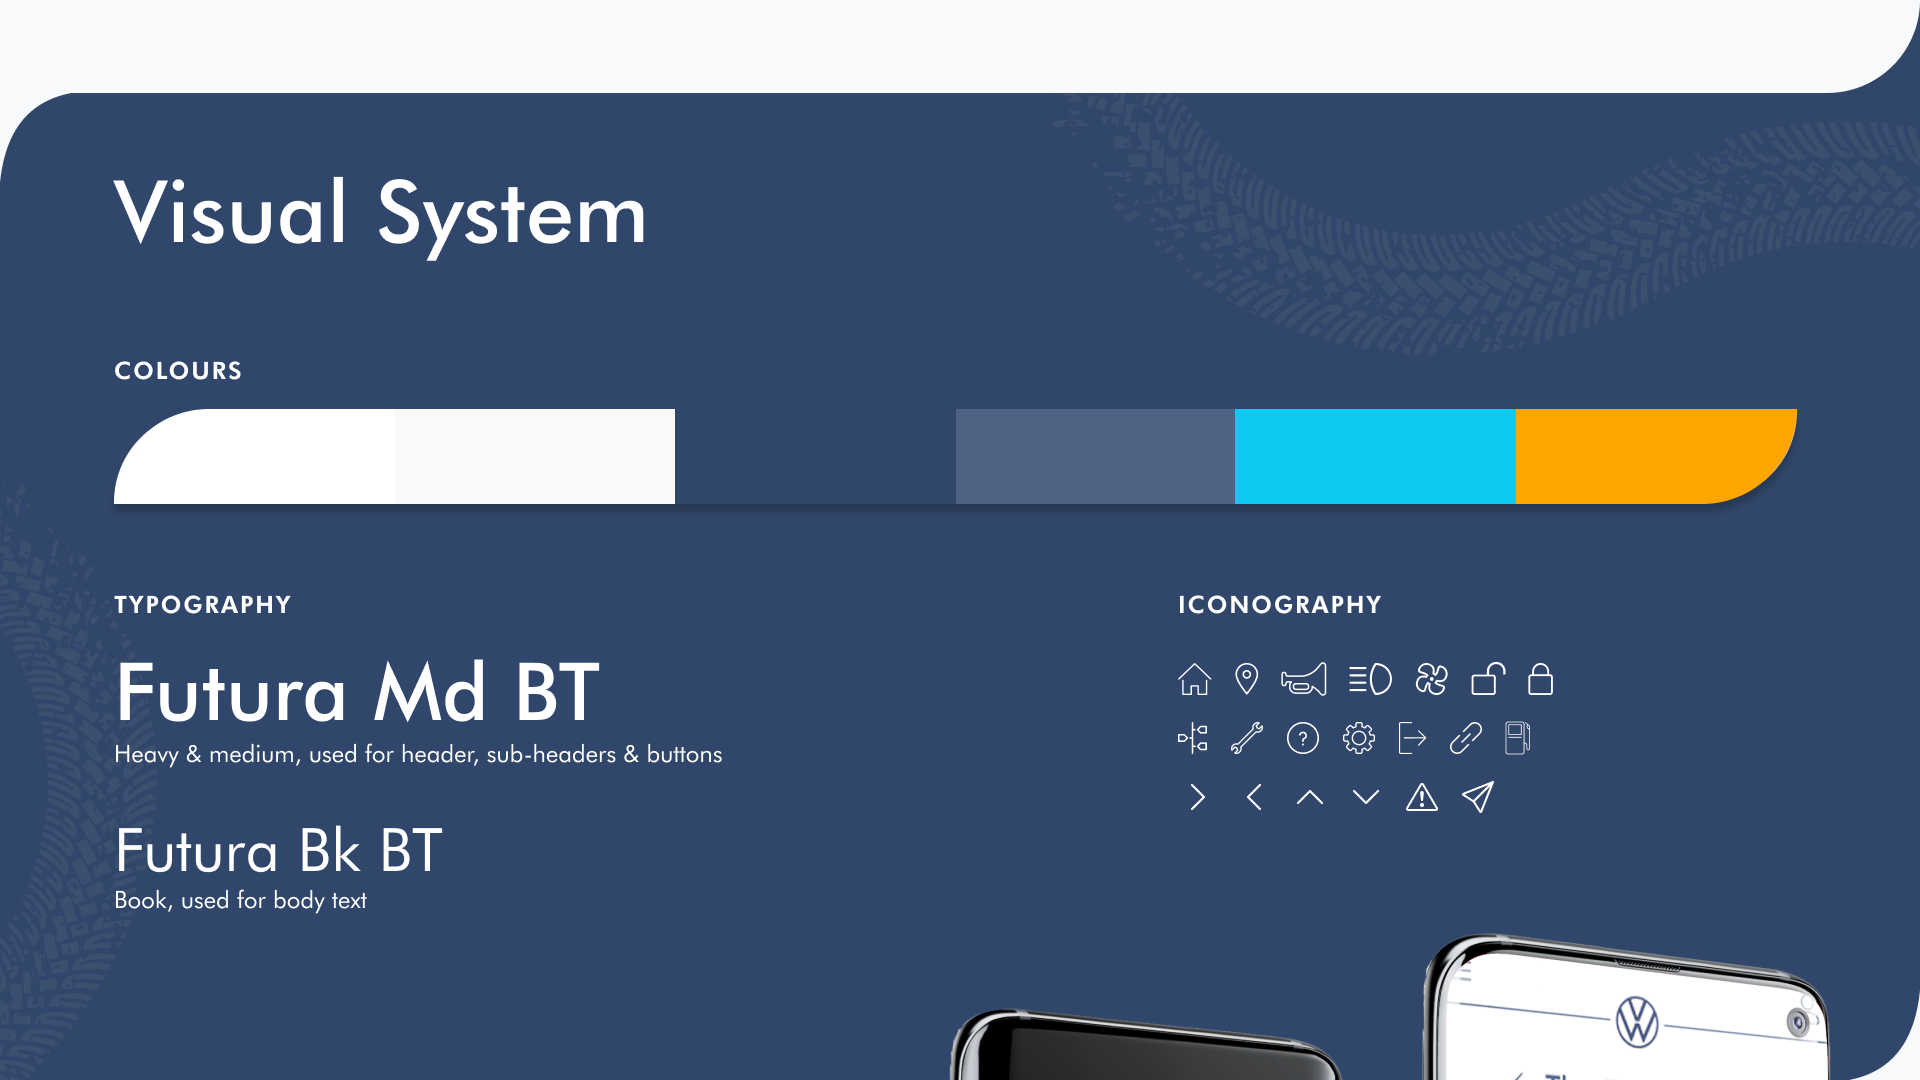 Visual System
COLOURS
TYPOGRAPHY
Futura Md BT
Heavy & medium, used for header, sub-headers & buttons
Futura Bk BT
Book, used for body text
ICONOGRAPHY
?